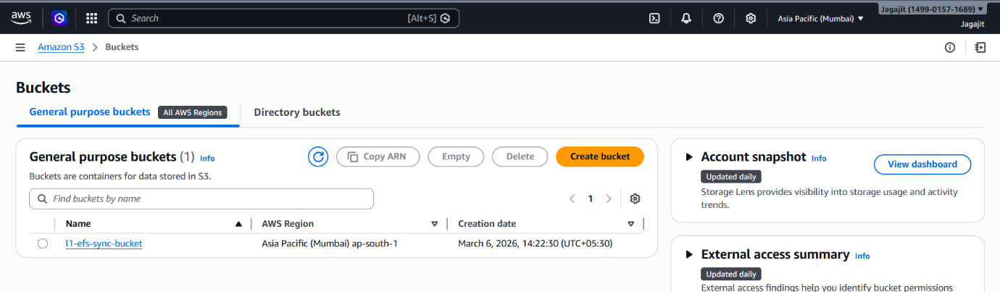 aws
Search [Alt+S]
Asia Pacific (Mumbai)
Jagajit (1499-0157-1689)
Jagajit
Amazon S3 > Buckets
Buckets
General purpose buckets All AWS Regions Directory buckets
General purpose buckets (1) Info
Copy ARN Empty Delete Create bucket
Buckets are containers for data stored in S3.
Find buckets by name
1
Name AWS Region Creation date
l1-efs-sync-bucket Asia Pacific (Mumbai) ap-south-1 March 6, 2026, 14:22:30 (UTC+05:30)
Account snapshot Info
View dashboard
Updated daily
Storage Lens provides visibility into storage usage and activity
trends.
External access summary Info
Updated daily
External access findings help you identify bucket permissions